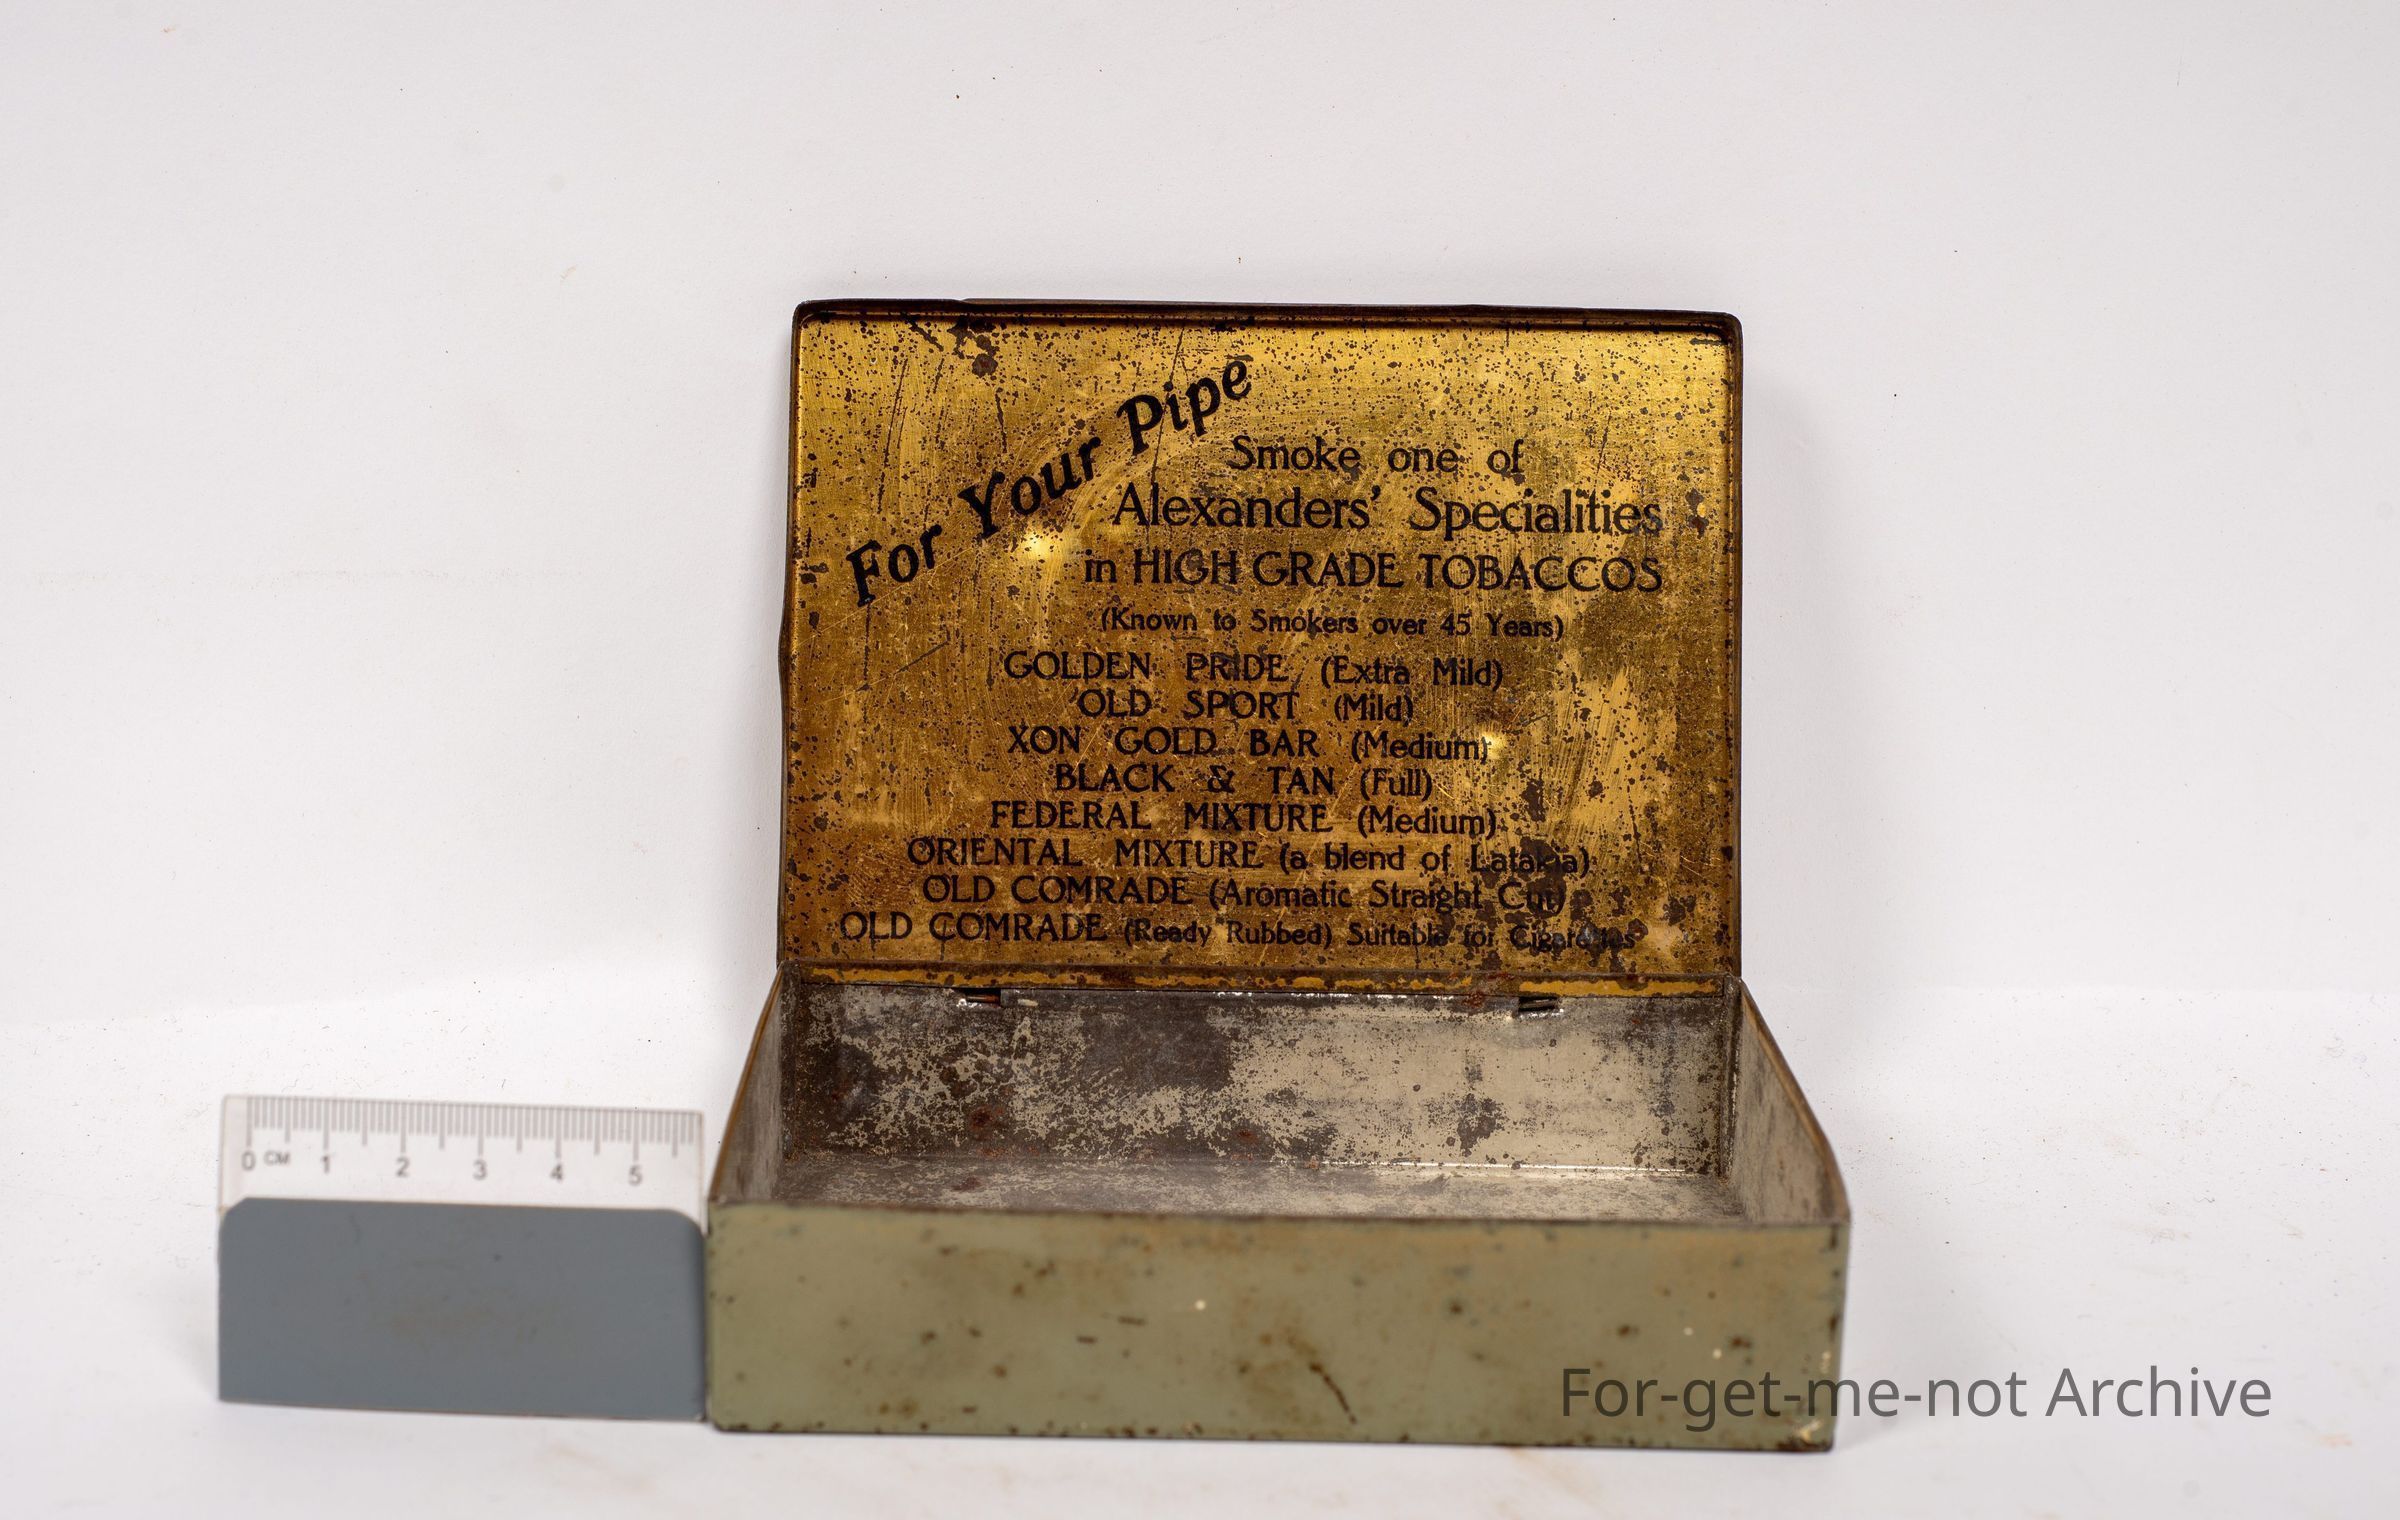 For Your Pipe
Smoke one of
Alexanders' Specialities
in HIGH GRADE TOBACCOS
(Known to Smokers over 45 Years)
GOLDEN PRIDE (Extra Mild)
OLD SPORT (Mild)
XON GOLD BAR (Medium)
BLACK & TAN (Full)
FEDERAL MIXTURE (Medium)
ORIENTAL MIXTURE (a blend of Latakia)
OLD COMRADE (Aromatic Straight Cut)
OLD COMRADE (Ready Rubbed) Suitable for Cigarettes
0 CM 1 2 3 4 5
For-get-me-not Archive